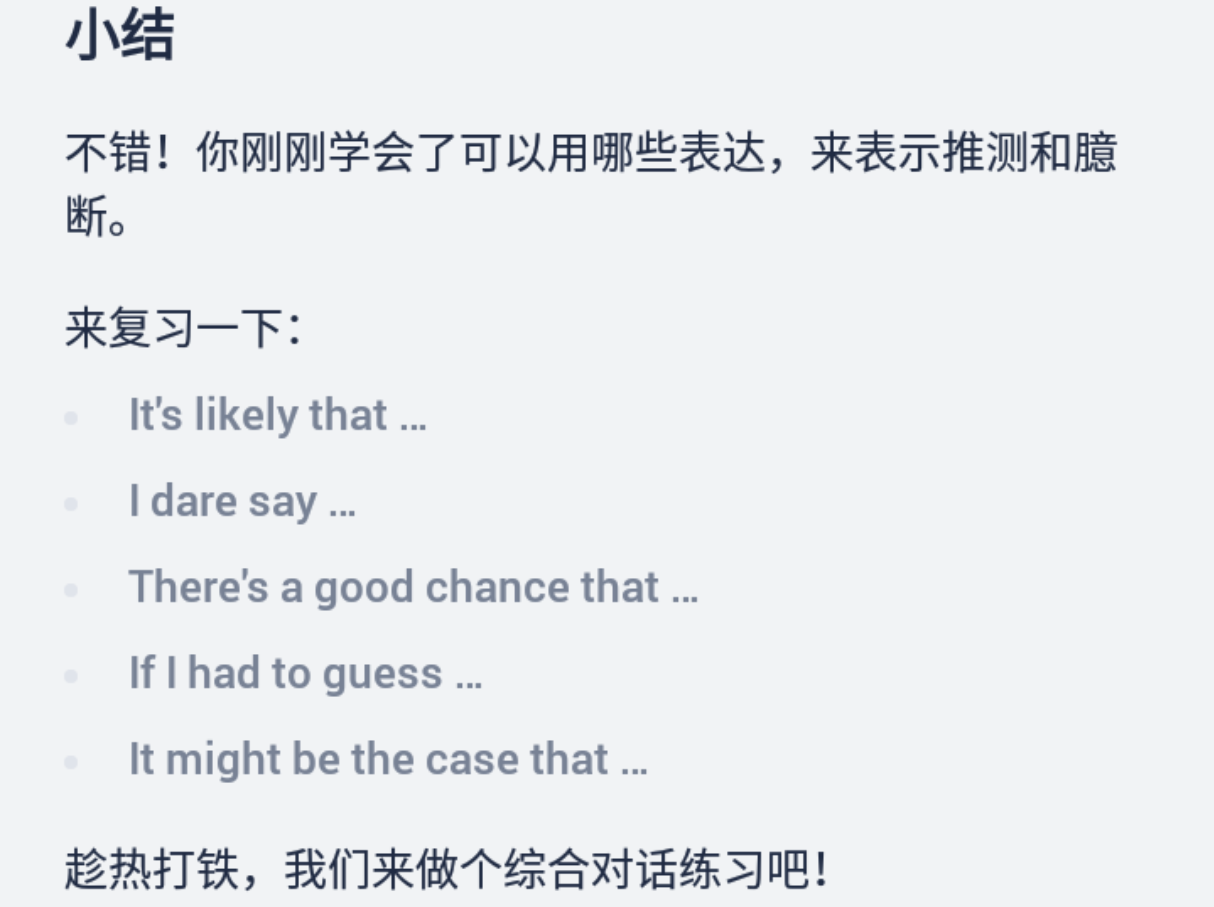 小结
不错！你刚刚学会了可以用哪些表达，来表示推测和臆
断。
来复习一下：
It's likely that ...
I dare say ...
There's a good chance that ...
If I had to guess ...
It might be the case that ...
趁热打铁，我们来做个综合对话练习吧！